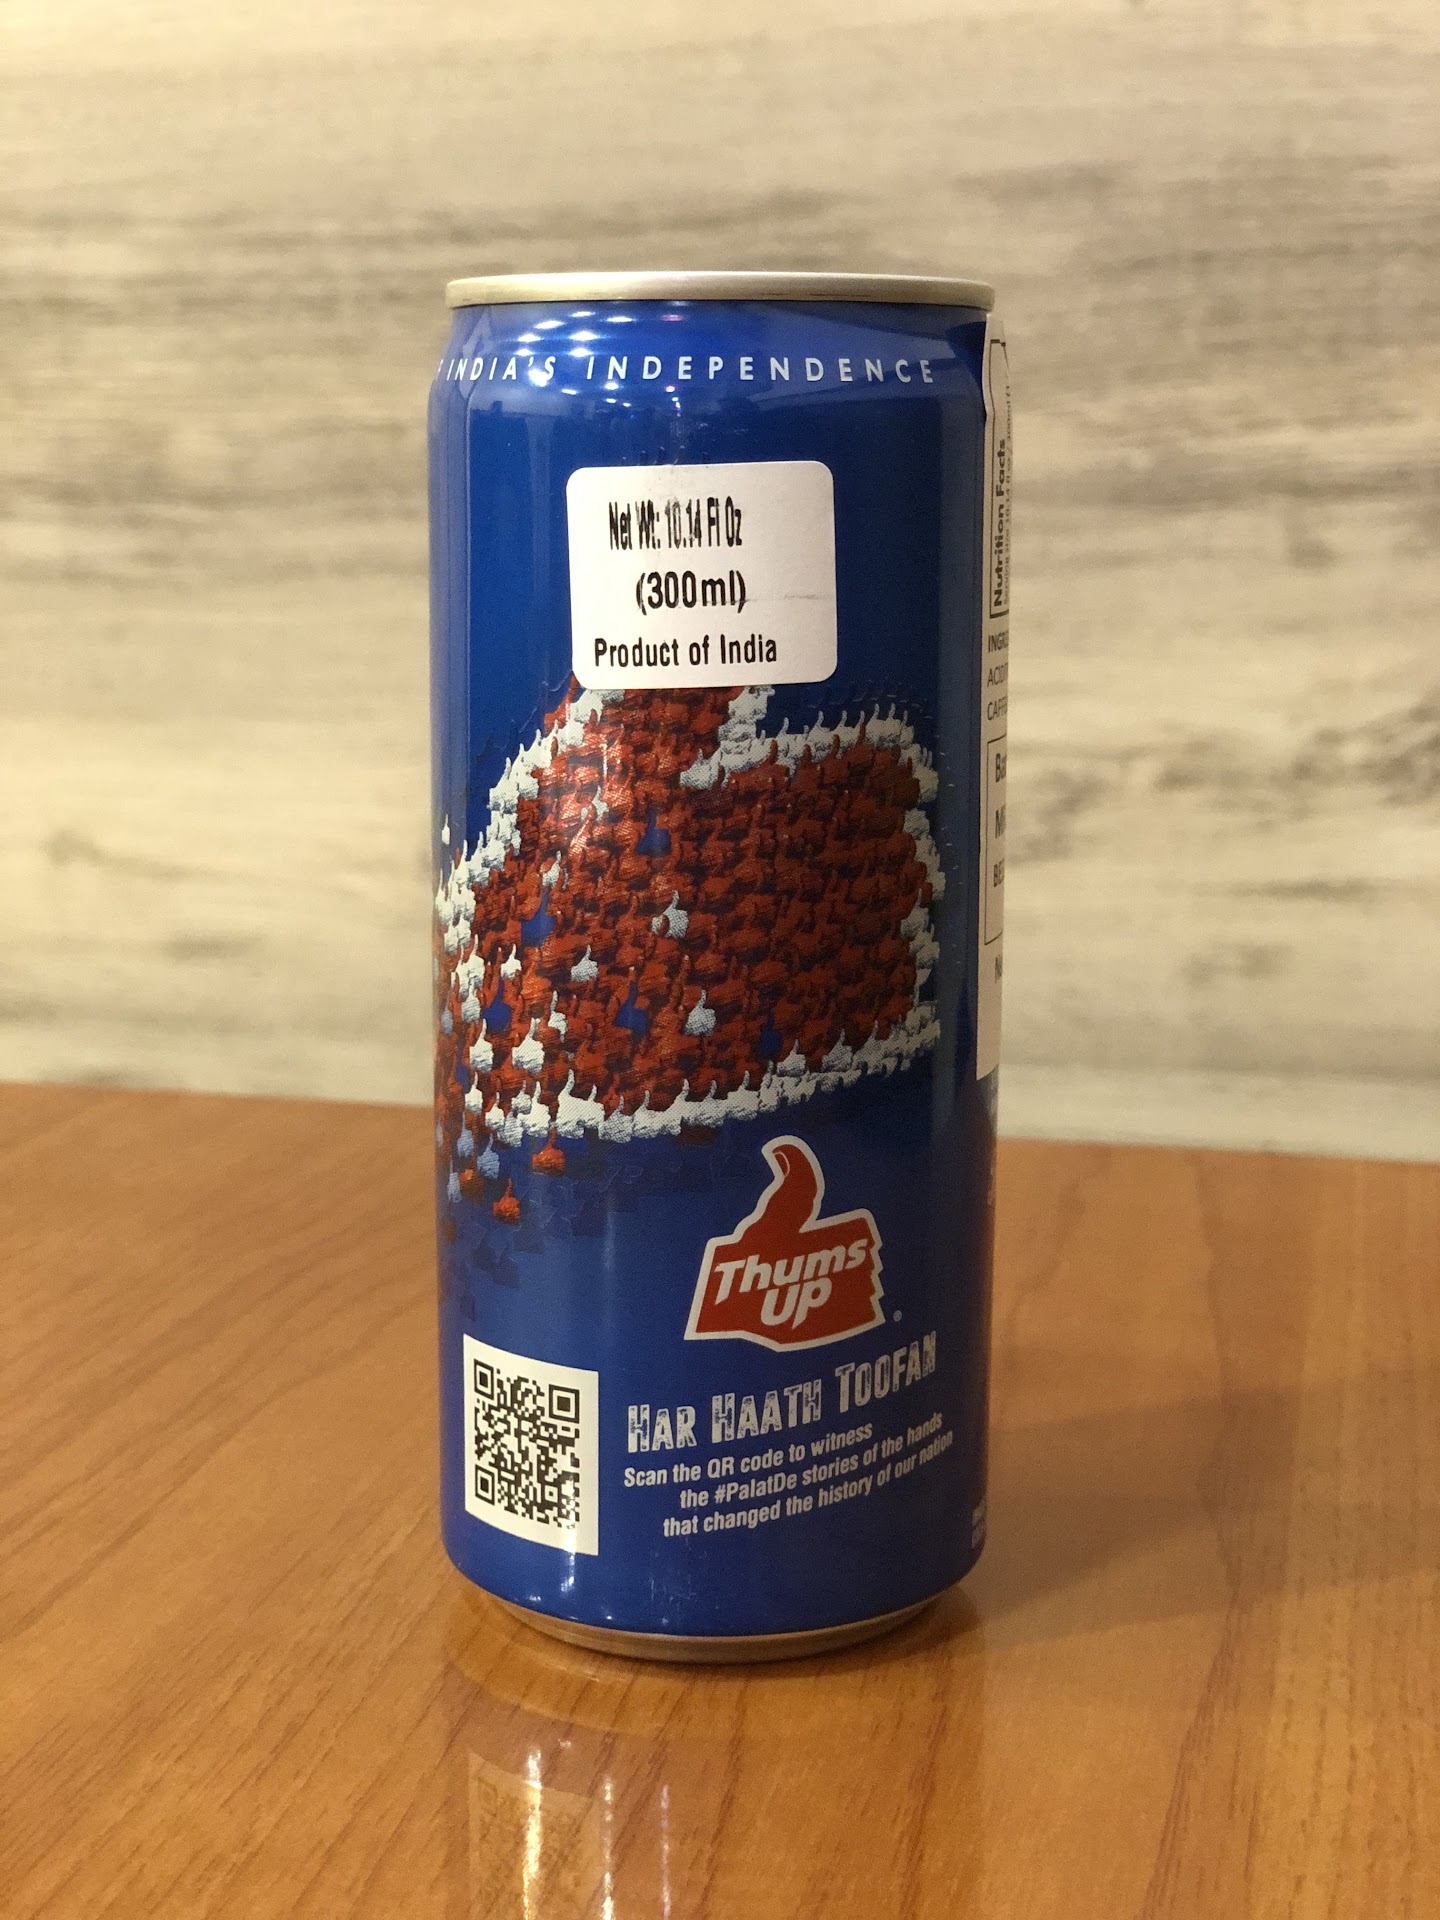 INDIA'S INDEPENDENCE
Net Wt: 10.14 Fl Oz
(300ml)
Product of India
Nutrition Facts
Thums
UP
HAR HAATH TOOFAN
Scan the QR code to witness
the #PalatDe stories of the hands
that changed the history of our nation